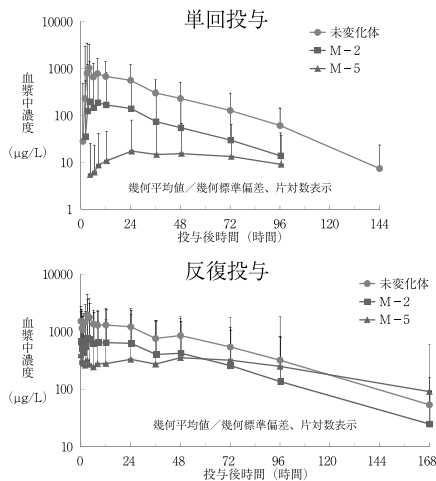 単回投与
10000
1000
100
10
1
血漿中濃度
(μg/L)
未変化体
M－2
M－5
幾何平均値／幾何標準偏差、片対数表示
0 24 48 72 96 120 144
投与後時間（時間）
反復投与
10000
1000
100
10
血漿中濃度
(μg/L)
未変化体
M－2
M－5
幾何平均値／幾何標準偏差、片対数表示
0 24 48 72 96 120 144 168
投与後時間（時間）